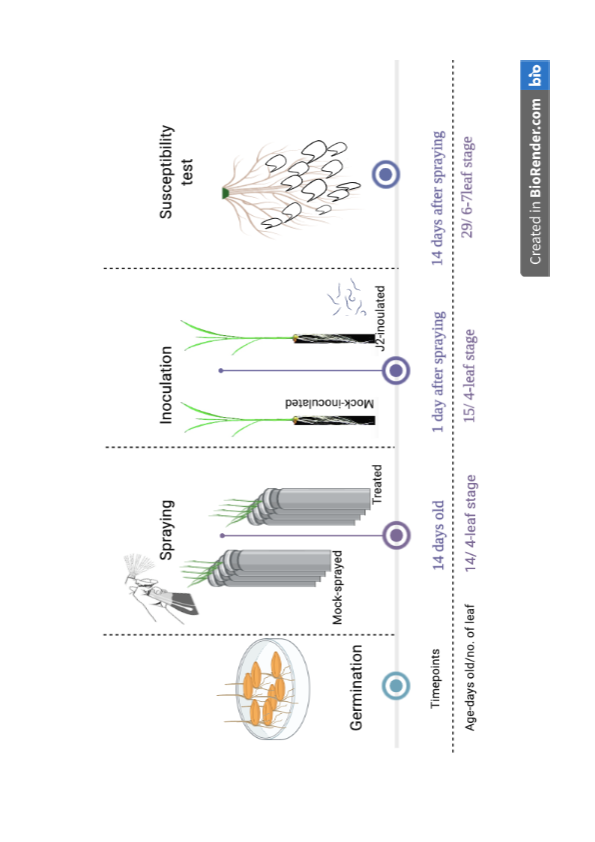 Germination
Spraying
Mock-sprayed
Treated
Inoculation
Mock-inoculated
J2-inoulated
Susceptibility
test
Timepoints
14 days old
1 day after spraying
14 days after spraying
Age-days old/no. of leaf
14/ 4-leaf stage
15/ 4-leaf stage
29/ 6-7leaf stage
Created in BioRender.com bio